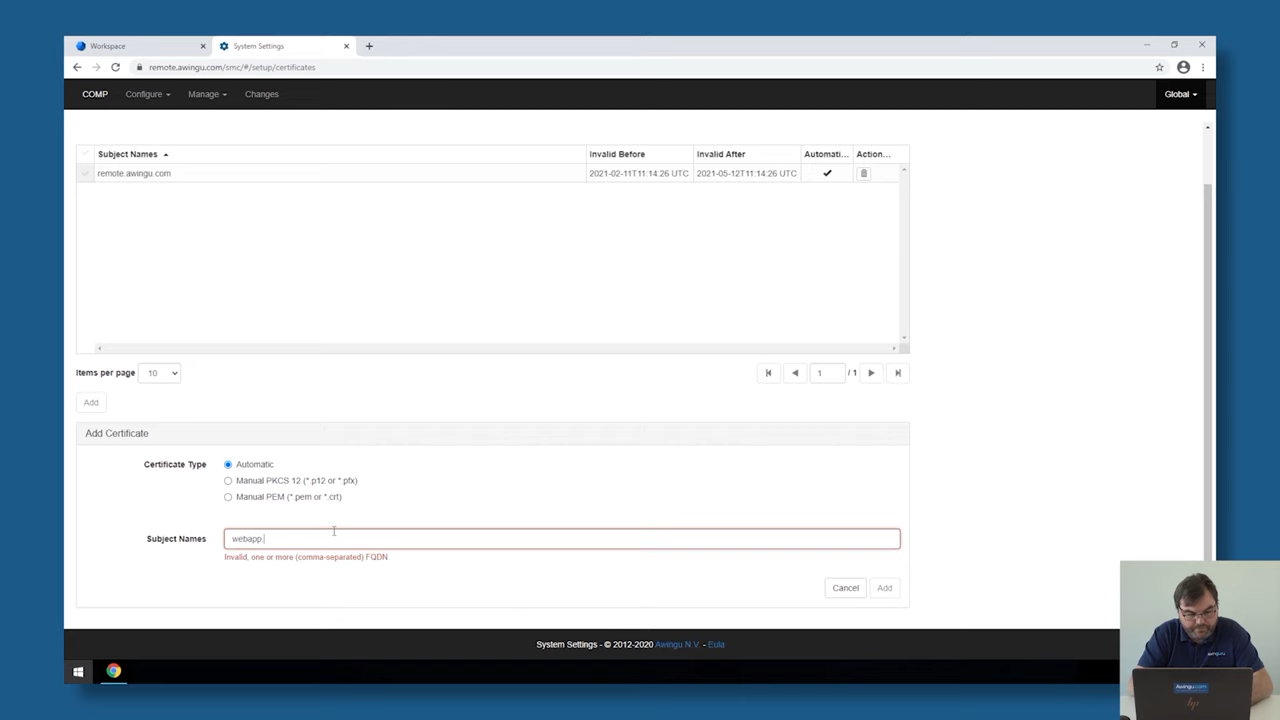 Workspace
System Settings
remote.awingu.com/smc/#/setup/certificates
COMP Configure Manage Changes Global
Subject Names Invalid Before Invalid After Automati... Action...
remote.awingu.com 2021-02-11T11:14:26 UTC 2021-05-12T11:14:26 UTC
Items per page 10 1 / 1
Add
Add Certificate
Certificate Type Automatic
Manual PKCS 12 (*.p12 or *.pfx)
Manual PEM (*.pem or *.crt)
Subject Names webapp
Invalid, one or more (comma-separated) FQDN
Cancel Add
System Settings - © 2012-2020 Awingu N.V. - Eula
awingu
Awingu.com
hp